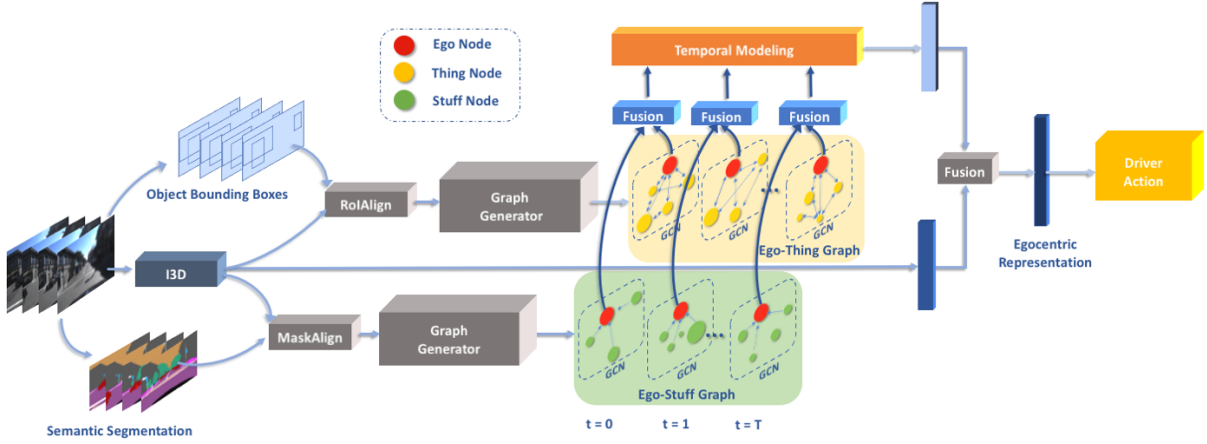 Ego Node
Thing Node
Stuff Node
Temporal Modeling
Fusion
Fusion
Fusion
Object Bounding Boxes
RoIAlign
Graph
Generator
GCN
GCN
GCN
Ego-Thing Graph
Fusion
Driver
Action
Egocentric
Representation
I3D
MaskAlign
Graph
Generator
GCN
GCN
GCN
Ego-Stuff Graph
Semantic Segmentation
t = 0
t = 1
t = T